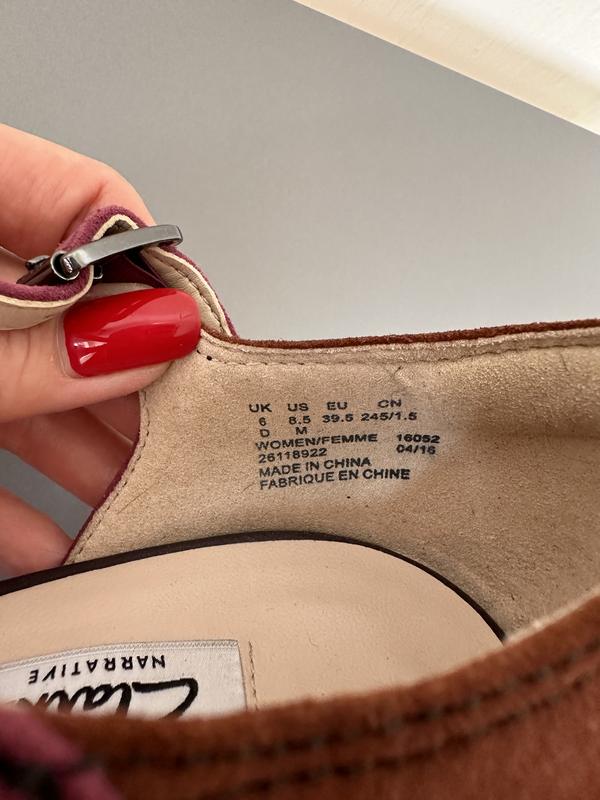 UK US EU CN
6 8.5 39.5 245/1.5
D M
WOMEN/FEMME 16052
26118922 04/16
MADE IN CHINA
FABRIQUE EN CHINE
NARRATIVE